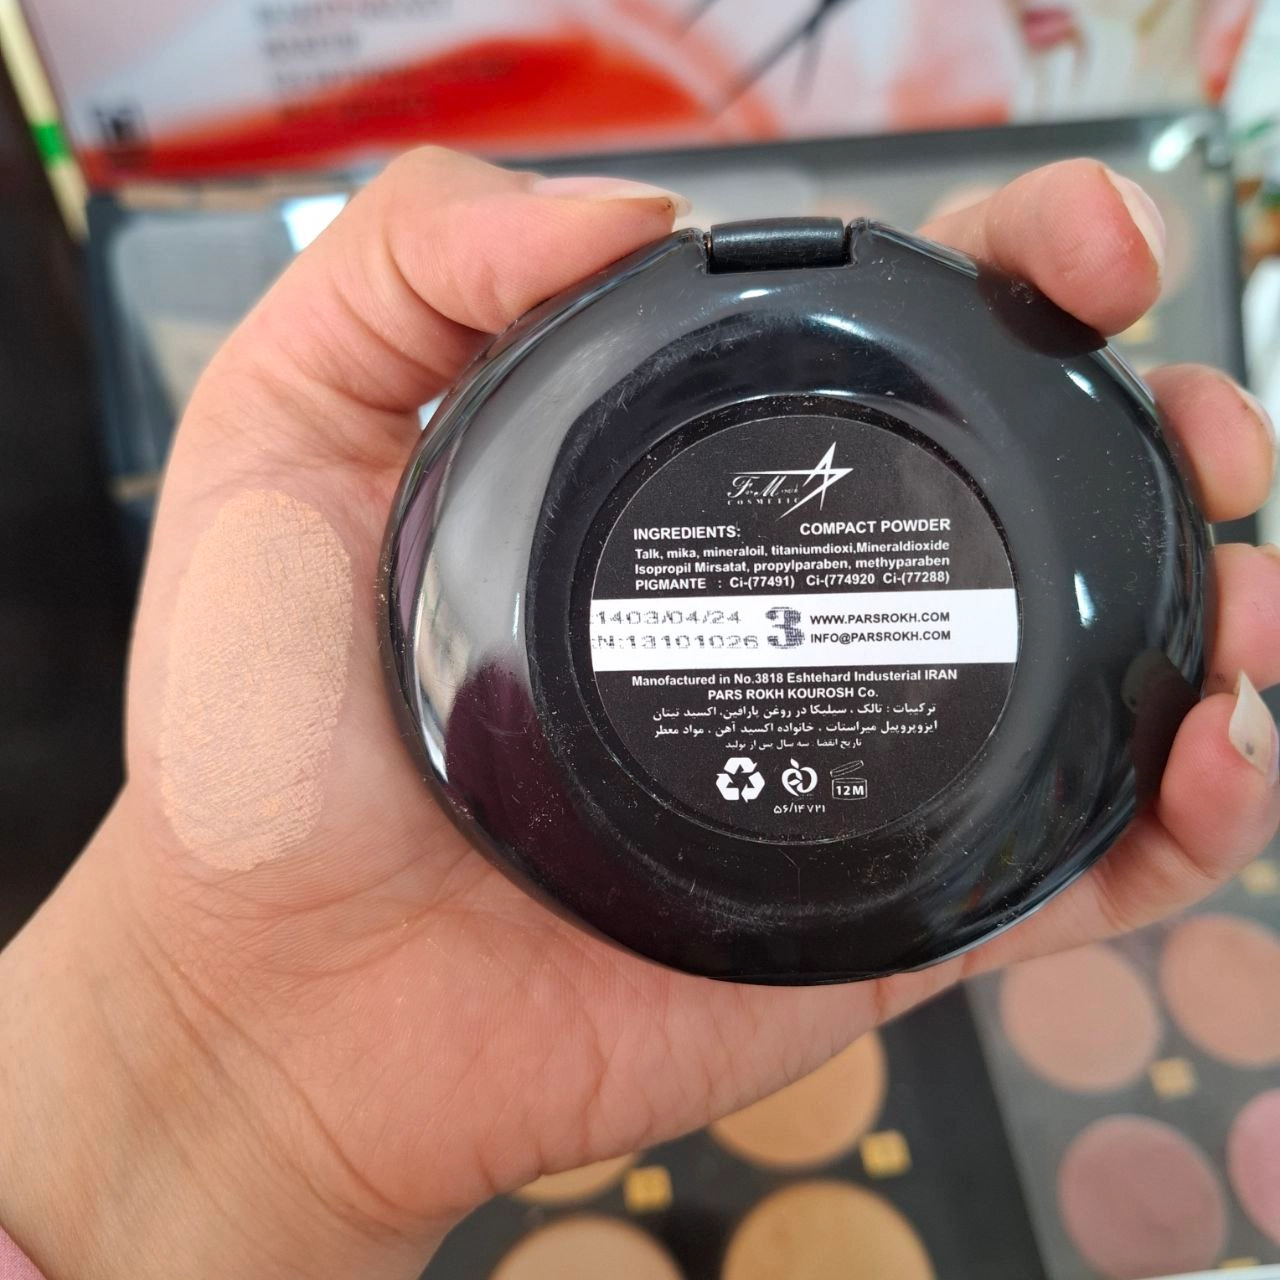 COSMETIC
INGREDIENTS: COMPACT POWDER
Talk, mika, mineraloil, titaniumdioxi,Mineraldioxide
Isopropil Mirsatat, propylparaben, methyparaben
PIGMANTE : Ci-(77491) Ci-(774920 Ci-(77288)
:1403/04/24 3 WWW.PARSROKH.COM
:N:13101026 INFO@PARSROKH.COM
Manofactured in No.3818 Eshtehard Industerial IRAN
PARS ROKH KOUROSH Co.
ترکیبات : تالک ، سیلیکا در روغن پارافین، اکسید تیتان
ایزوپروپیل میراستات ، خانواده اکسید آهن ، مواد معطر
تاریخ انقضا . سه سال پس از تولید
12M
۵۶/۱۴۷۲۱